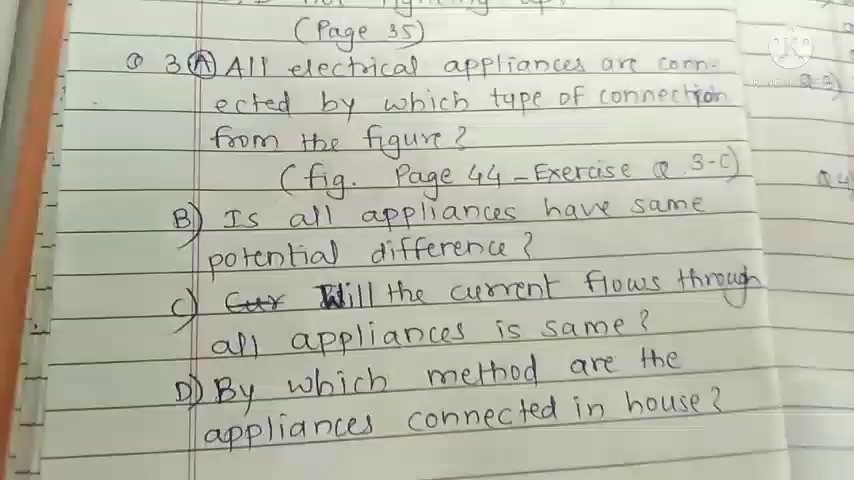 (Page 35)
Q 3 (A) All electrical appliances are conn-
ected by which type of connection
from the figure?
(fig. Page 44 - Exercise Q. 3-C)
B) Is all appliances have same
potential difference?
C) Will the current flows through
all appliances is same?
D) By which method are the
appliances connected in house?
Q 4